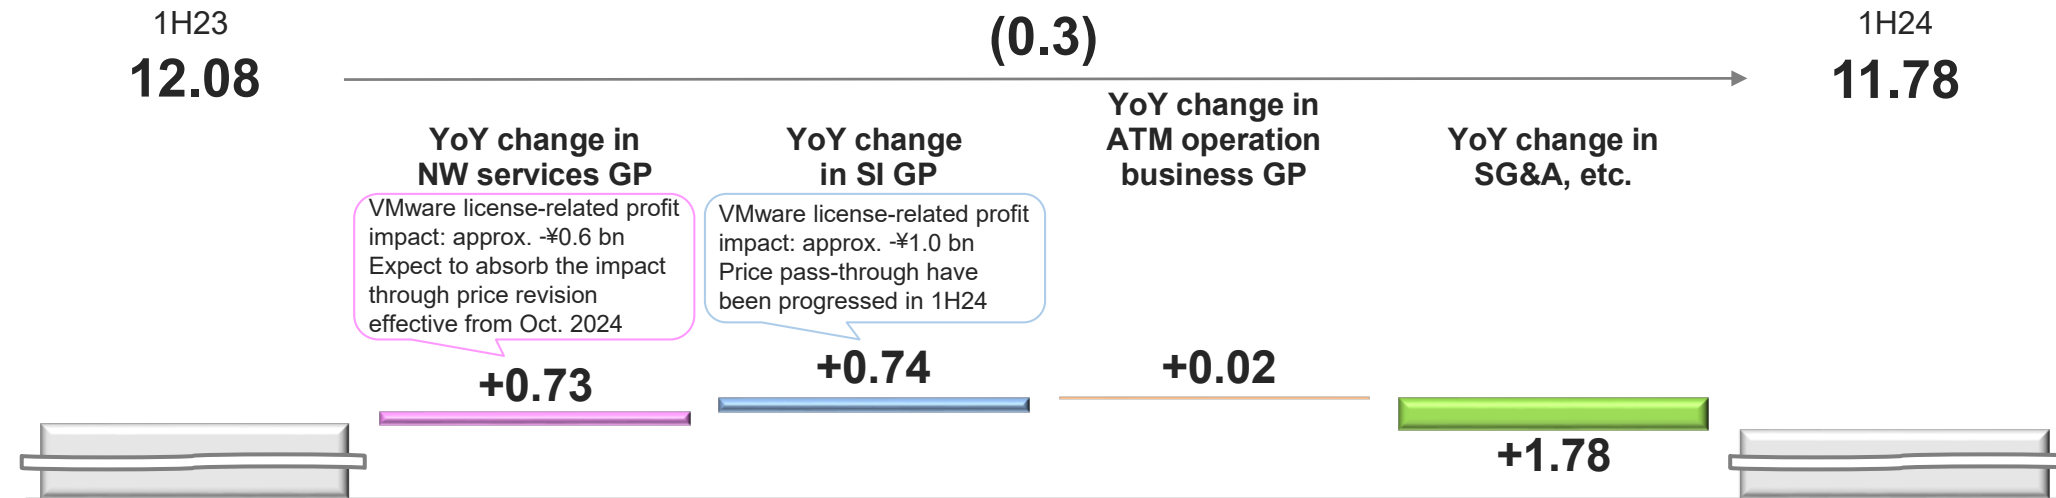 1H23
12.08
(0.3)
1H24
11.78
YoY change in
NW services GP
YoY change
in SI GP
YoY change in
ATM operation
business GP
YoY change in
SG&A, etc.
VMware license-related profit
impact: approx. -¥0.6 bn
Expect to absorb the impact
through price revision
effective from Oct. 2024
VMware license-related profit
impact: approx. -¥1.0 bn
Price pass-through have
been progressed in 1H24
+0.73
+0.74
+0.02
+1.78